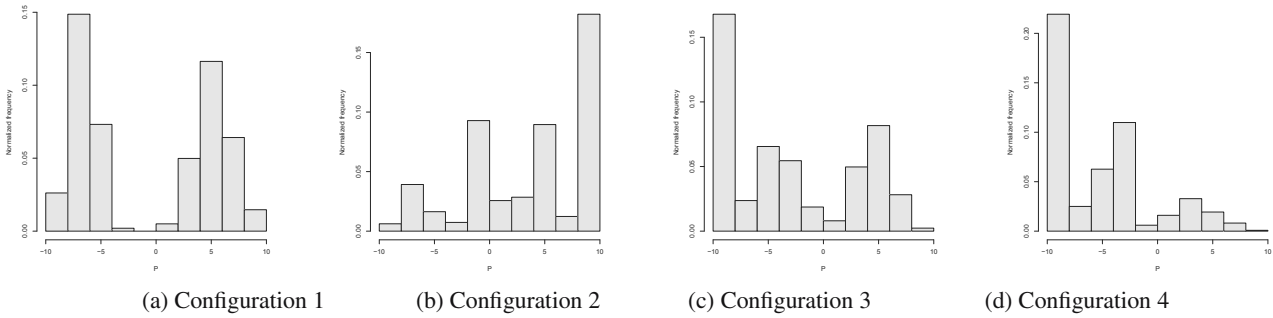 0.15
0.10
0.05
0.00
Normalized frequency
−10 −5 0 5 10
P
(a) Configuration 1
0.15
0.10
0.05
0.00
Normalized frequency
−10 −5 0 5 10
P
(b) Configuration 2
0.15
0.10
0.05
0.00
Normalized frequency
−10 −5 0 5 10
P
(c) Configuration 3
0.20
0.15
0.10
0.05
0.00
Normalized frequency
−10 −5 0 5 10
P
(d) Configuration 4